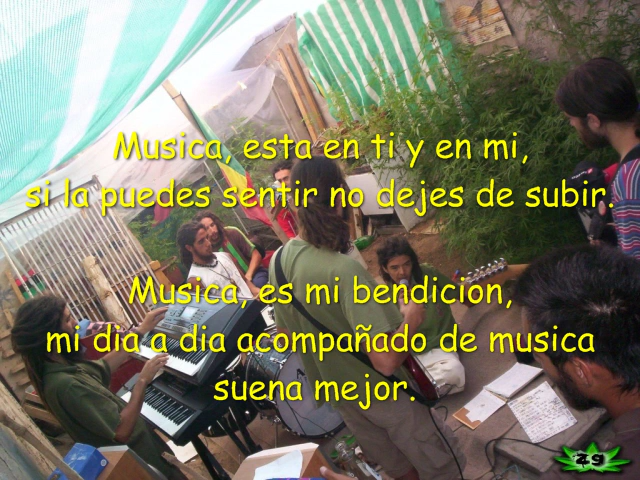 Musica, esta en ti y en mi,
si la puedes sentir no dejes de subir.
Musica, es mi bendicion,
mi dia a dia acompañado de musica
suena mejor.
29